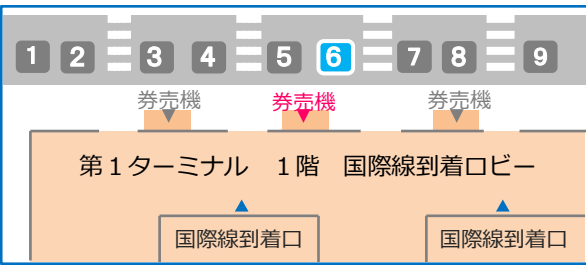 1 2 3 4 5 6 7 8 9
券売機 券売機 券売機
第1ターミナル 1階 国際線到着ロビー
国際線到着口 国際線到着口